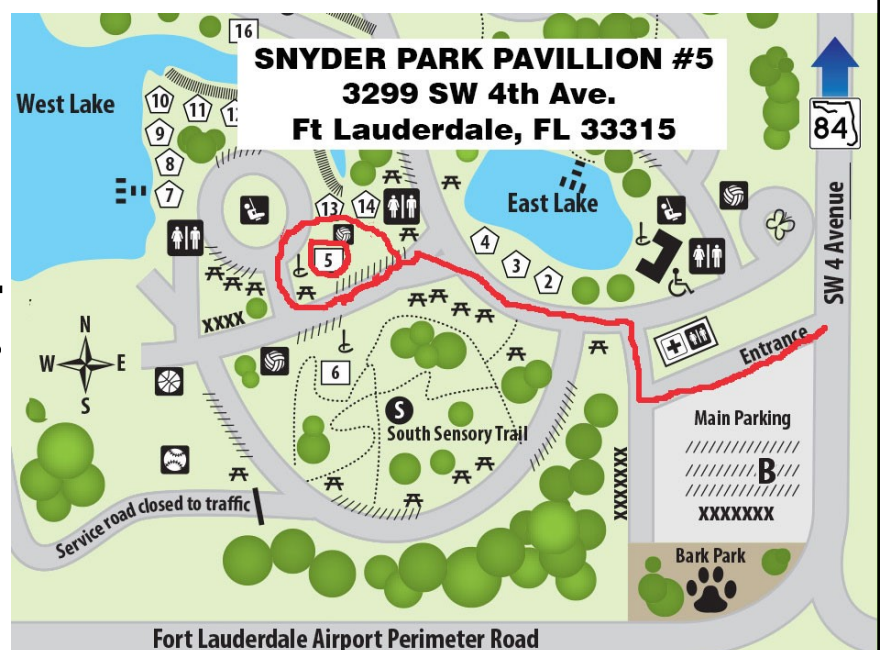 16
SNYDER PARK PAVILLION #5
3299 SW 4th Ave.
Ft Lauderdale, FL 33315
84
West Lake
10
11
9
8
7
13
14
East Lake
4
3
2
5
SW 4 Avenue
XXXX
N
W E
S
6
Entrance
S
South Sensory Trail
Main Parking
B
XXXXXXX
XXXXXXX
Service road closed to traffic
Bark Park
Fort Lauderdale Airport Perimeter Road